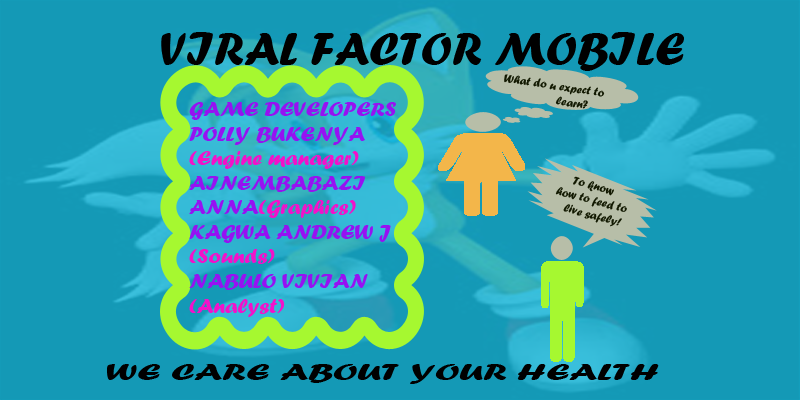 VIRAL FACTOR MOBILE
GAME DEVELOPERS
POLLY BUKENYA
(Engine manager)
AINEMBABAZI
ANNA(Graphics)
KAGWA ANDREW J
(Sounds)
NABULO VIVIAN
(Analyst)
What do u expect to
learn?
To know
how to feed to
live safely!
WE CARE ABOUT YOUR HEALTH